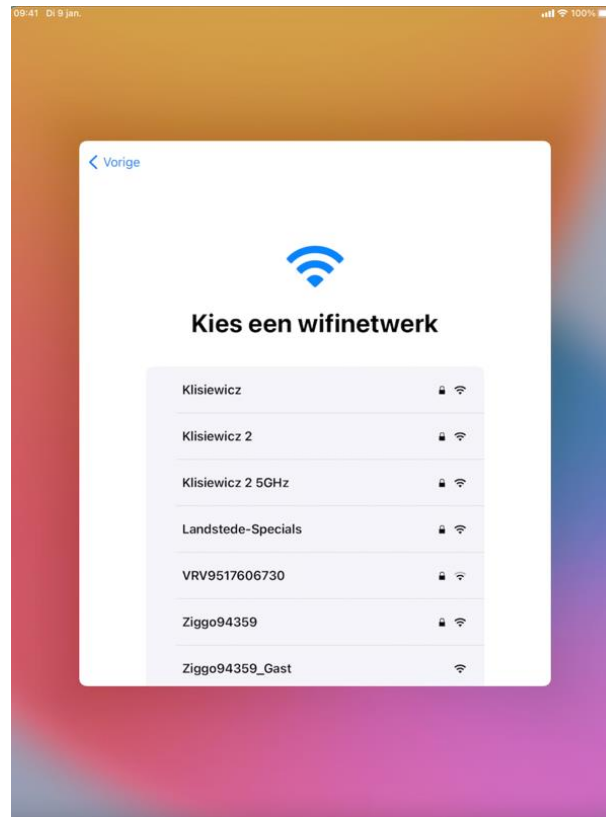 09:41 Di 9 jan. 100%
Vorige
Kies een wifinetwerk
Klisiewicz
Klisiewicz 2
Klisiewicz 2 5GHz
Landstede-Specials
VRV9517606730
Ziggo94359
Ziggo94359_Gast